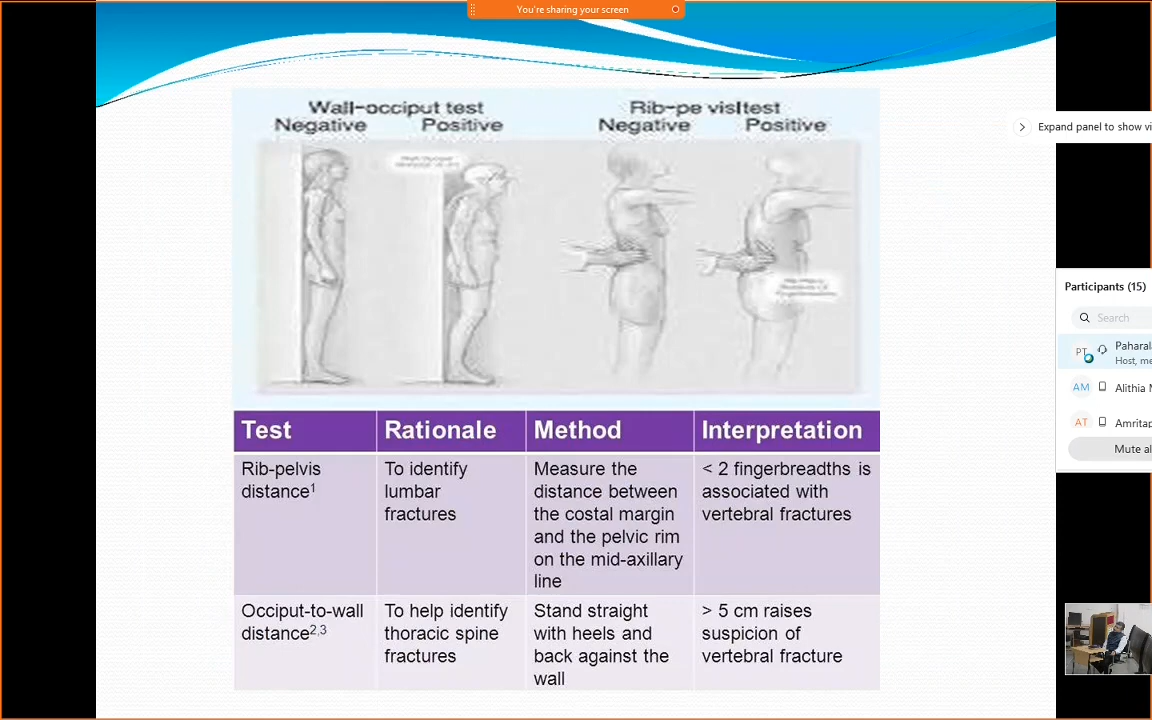 You're sharing your screen
Wall-occiput test
Negative Positive
Rib-pe visltest
Negative Positive
Expand panel to show vi
Participants (15)
Search
PT
Paharal
Host, me
AM
Alithia M
AT
Amritap
Mute al
Test
Rationale
Method
Interpretation
Rib-pelvis
distance1
To identify
lumbar
fractures
Measure the
distance between
the costal margin
and the pelvic rim
on the mid-axillary
line
< 2 fingerbreadths is
associated with
vertebral fractures
Occiput-to-wall
distance2,3
To help identify
thoracic spine
fractures
Stand straight
with heels and
back against the
wall
> 5 cm raises
suspicion of
vertebral fracture